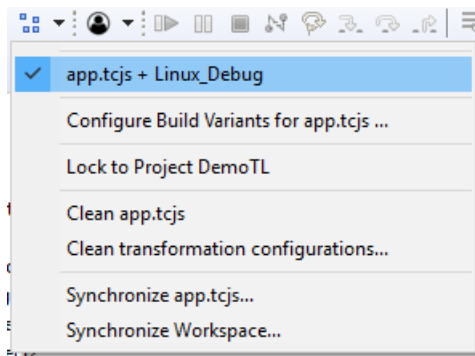 app.tcjs + Linux_Debug
Configure Build Variants for app.tcjs ...
Lock to Project DemoTL
Clean app.tcjs
Clean transformation configurations...
Synchronize app.tcjs...
Synchronize Workspace...